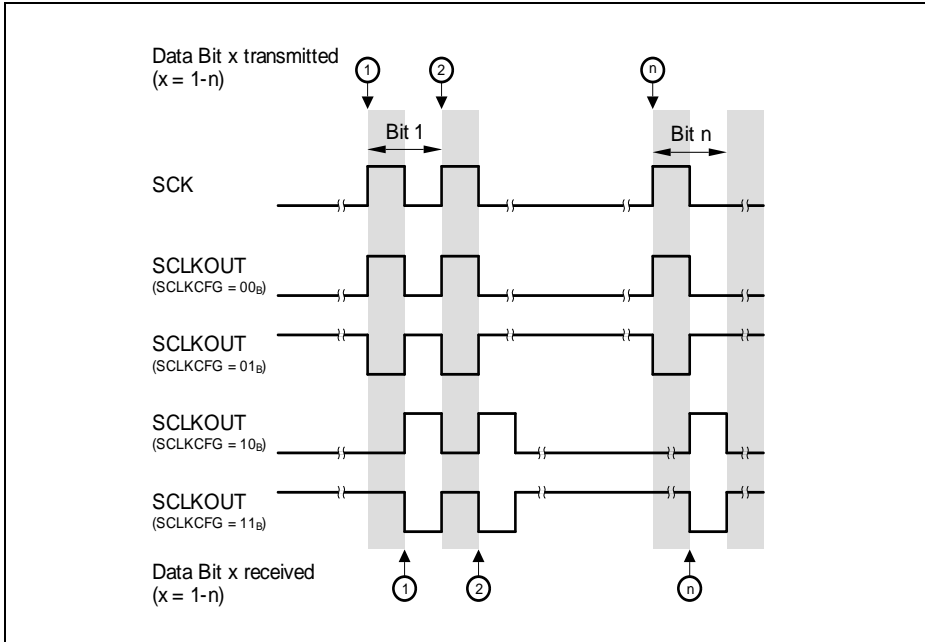 Data Bit x transmitted
(x = 1-n)
1
2
n
Bit 1
Bit n
SCK
SCLKOUT
(SCLKCFG = 00B)
SCLKOUT
(SCLKCFG = 01B)
SCLKOUT
(SCLKCFG = 10B)
SCLKOUT
(SCLKCFG = 11B)
Data Bit x received
(x = 1-n)
1
2
n